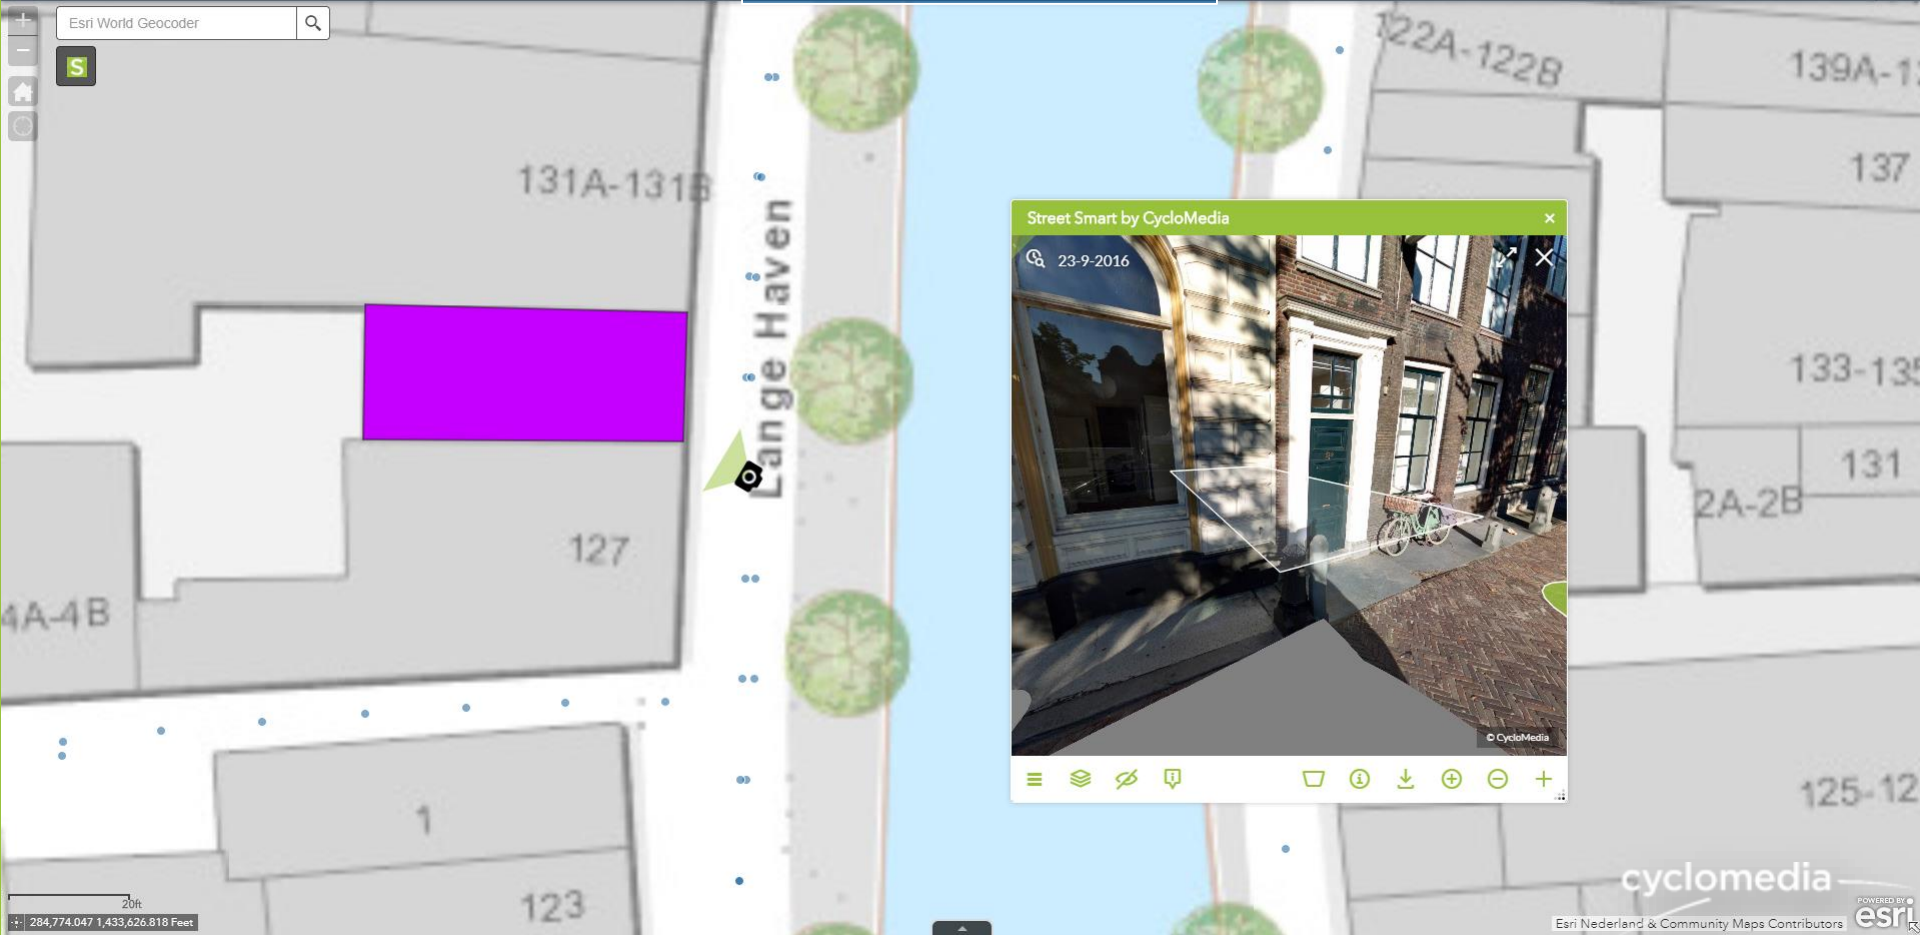 Esri World Geocoder
S
122A-122B
139A-13
131A-131B
137
Lange Haven
Street Smart by CycloMedia
23-9-2016
133-135
131
2A-2B
127
4A-4B
© CycloMedia
1
125-12
123
cyclomedia
20ft
284,774.047 1,433,626.818 Feet
Esri Nederland & Community Maps Contributors
POWERED BY
esri